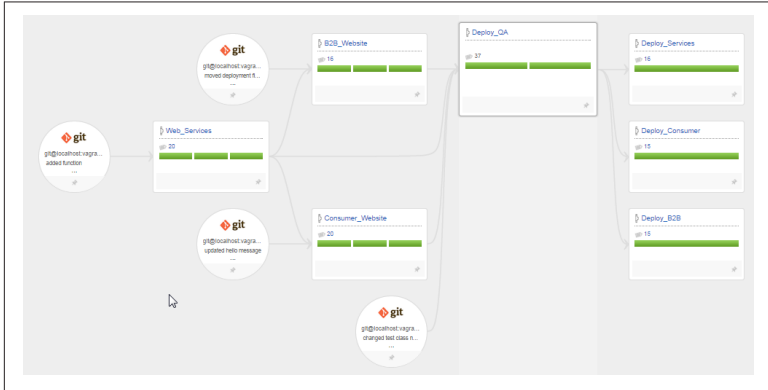 git
git@localhost:vagra...
moved deployment fi...
...
B2B_Website
16
Deploy_QA
37
Deploy_Services
16
git
git@localhost:vagra...
added function
...
Web_Services
20
Deploy_Consumer
15
git
git@localhost:vagra...
updated hello message
...
Consumer_Website
20
Deploy_B2B
15
git
git@localhost:vagra...
changed test class n...
...